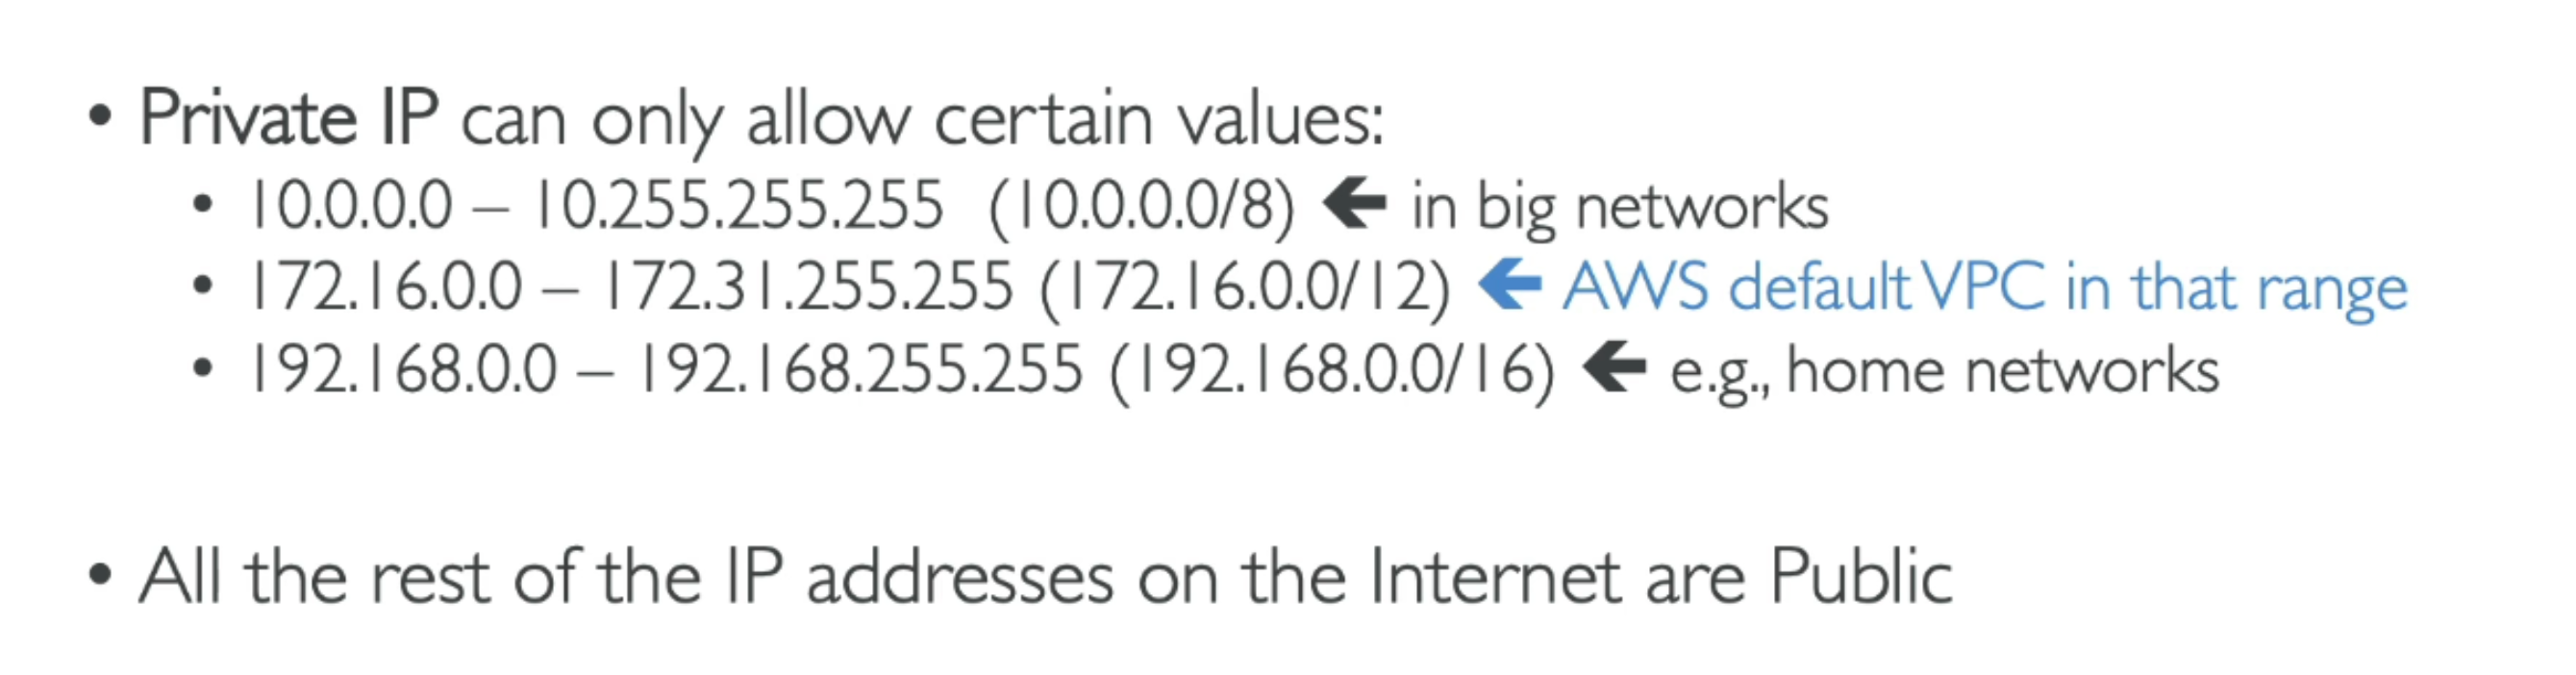 • Private IP can only allow certain values:
• 10.0.0.0 – 10.255.255.255 (10.0.0.0/8) 🡸 in big networks
• 172.16.0.0 – 172.31.255.255 (172.16.0.0/12) 🡸 AWS default VPC in that range
• 192.168.0.0 – 192.168.255.255 (192.168.0.0/16) 🡸 e.g., home networks
• All the rest of the IP addresses on the Internet are Public